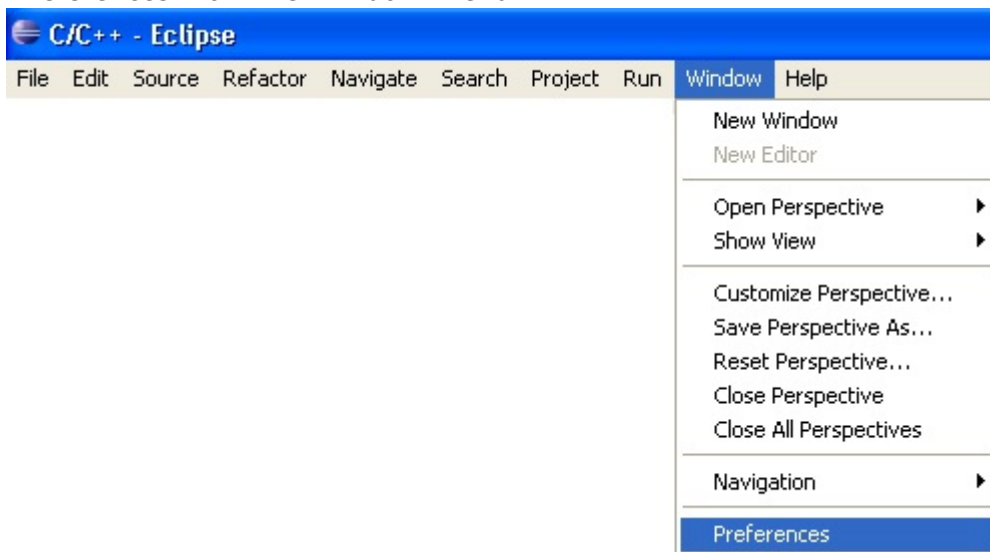 C/C++ - Eclipse
File Edit Source Refactor Navigate Search Project Run Window Help
New Window
New Editor
Open Perspective
Show View
Customize Perspective...
Save Perspective As...
Reset Perspective...
Close Perspective
Close All Perspectives
Navigation
Preferences